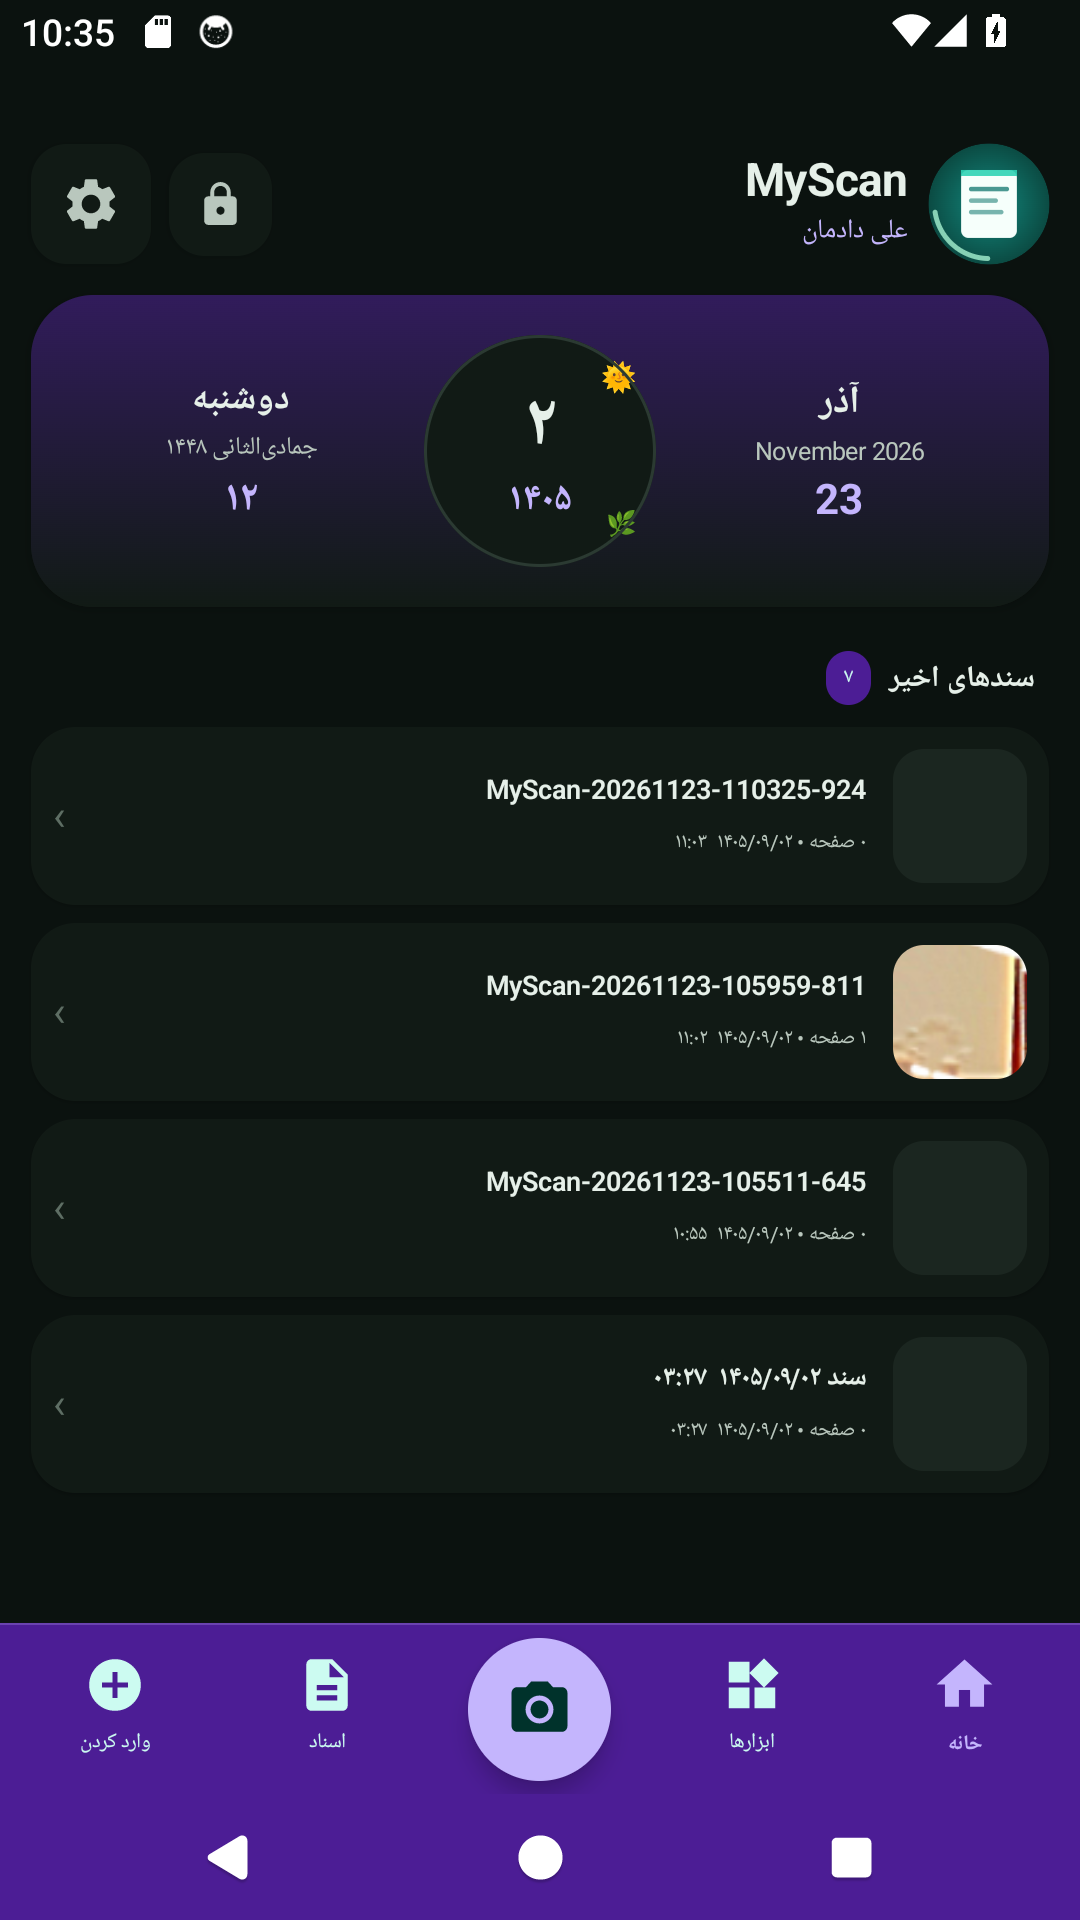 10:35
MyScan
علی دادمان
آذر
November 2026
23
۲
۱۴۰۵
دوشنبه
جمادی‌الثانی ۱۴۴۸
۱۲
سندهای اخیر ۷
MyScan-20261123-110325-924
۰ صفحه • ۱۴۰۵/۰۹/۰۲ ۱۱:۰۳
MyScan-20261123-105959-811
۱ صفحه • ۱۴۰۵/۰۹/۰۲ ۱۱:۰۲
MyScan-20261123-105511-645
۰ صفحه • ۱۴۰۵/۰۹/۰۲ ۱۰:۵۵
سند ۱۴۰۵/۰۹/۰۲ ۰۳:۲۷
۰ صفحه • ۱۴۰۵/۰۹/۰۲ ۰۳:۲۷
خانه
ابزارها
اسناد
وارد کردن